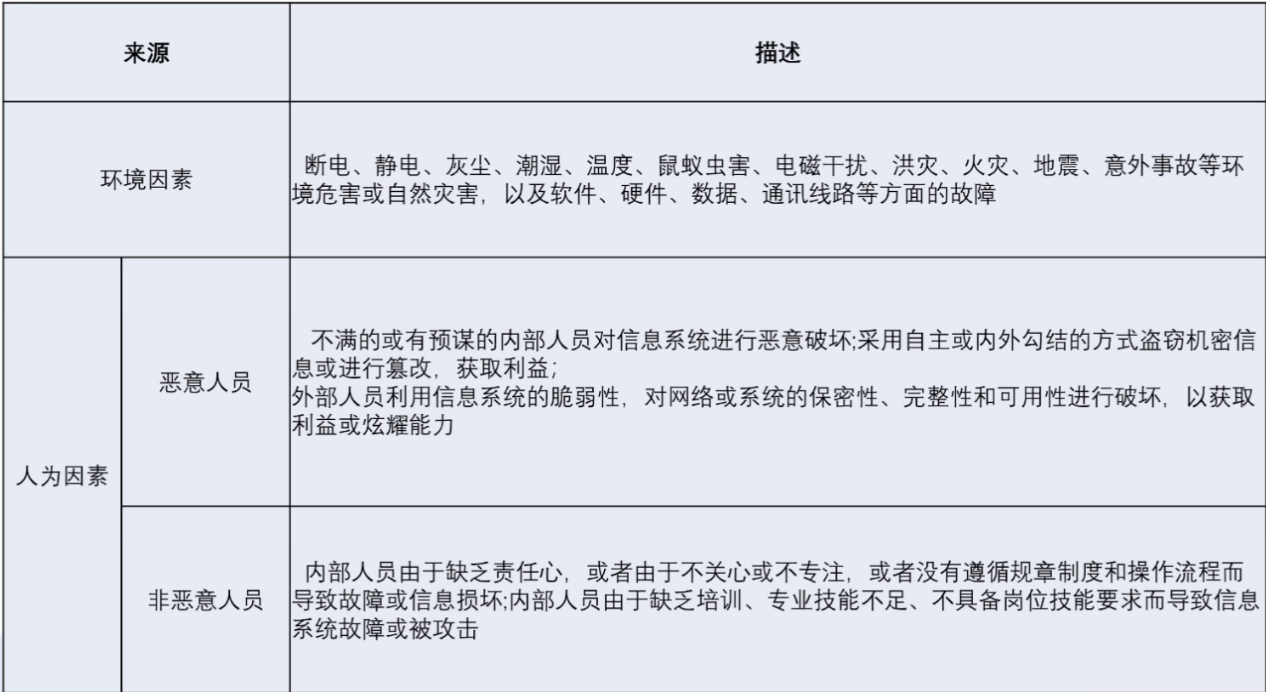 来源
描述
环境因素
断电、静电、灰尘、潮湿、温度、鼠蚁虫害、电磁干扰、洪灾、火灾、地震、意外事故等环
境危害或自然灾害，以及软件、硬件、数据、通讯线路等方面的故障
人为因素
恶意人员
不满的或有预谋的内部人员对信息系统进行恶意破坏;采用自主或内外勾结的方式盗窃机密信
息或进行篡改，获取利益；
外部人员利用信息系统的脆弱性，对网络或系统的保密性、完整性和可用性进行破坏，以获取
利益或炫耀能力
非恶意人员
内部人员由于缺乏责任心，或者由于不关心或不专注，或者没有遵循规章制度和操作流程而
导致故障或信息损坏;内部人员由于缺乏培训、专业技能不足、不具备岗位技能要求而导致信息
系统故障或被攻击